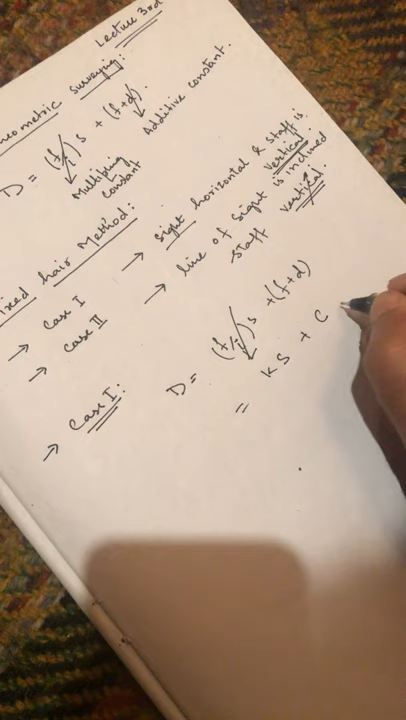 Lecture 3rd
ometric Surveying:
D = (f/i)s + (f+d).
Multiplying constant
Additive constant.
ixed hair Method:
→ Case I → sight horizontal & staff is vertical.
→ Case II → line of sight is inclined
staff vertical.
→ Case I: D = (f/i)s + (f+d)
= KS + C